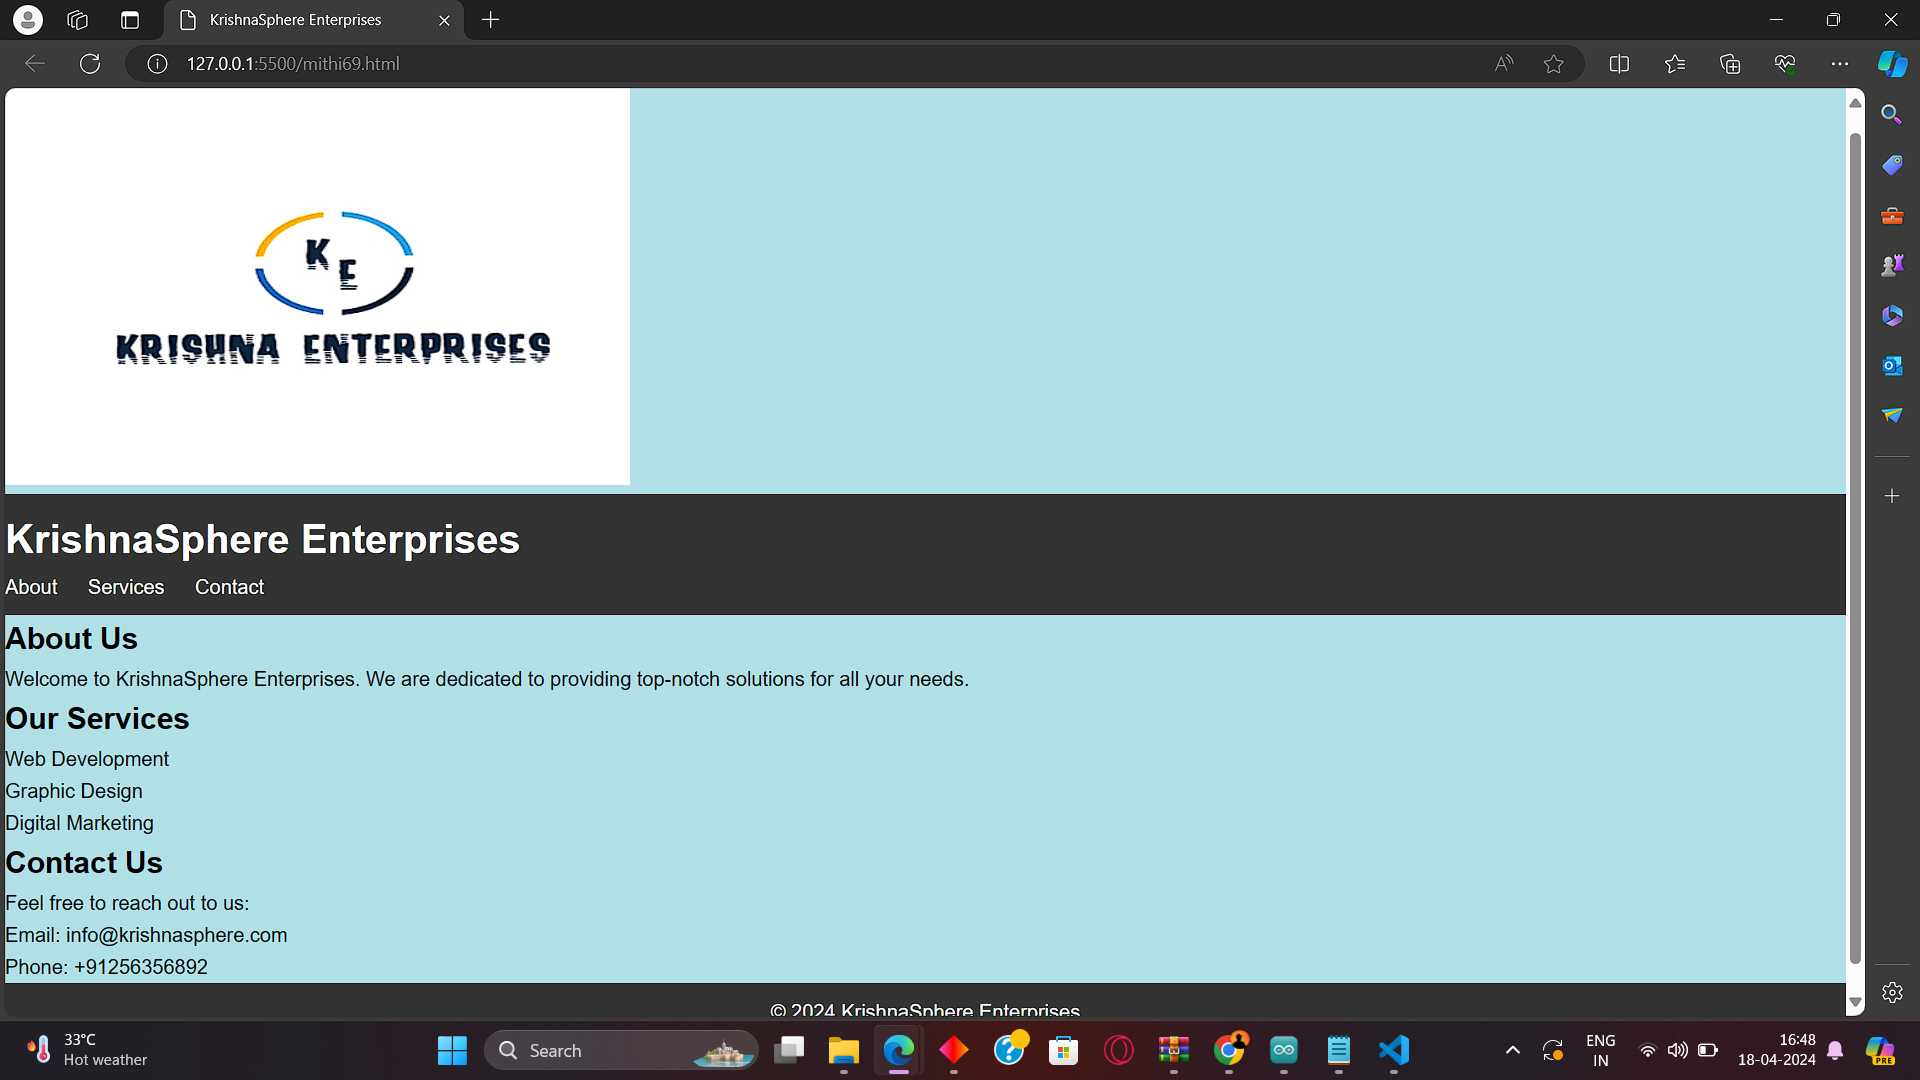 KrishnaSphere Enterprises
127.0.0.1:5500/mithi69.html
K
E
KRISHNA ENTERPRISES
KrishnaSphere Enterprises
About Services Contact
About Us
Welcome to KrishnaSphere Enterprises. We are dedicated to providing top-notch solutions for all your needs.
Our Services
Web Development
Graphic Design
Digital Marketing
Contact Us
Feel free to reach out to us:
Email: info@krishnasphere.com
Phone: +91256356892
© 2024 KrishnaSphere Enterprises
33°C
Hot weather
Search
ENG
IN
16:48
18-04-2024
PRE